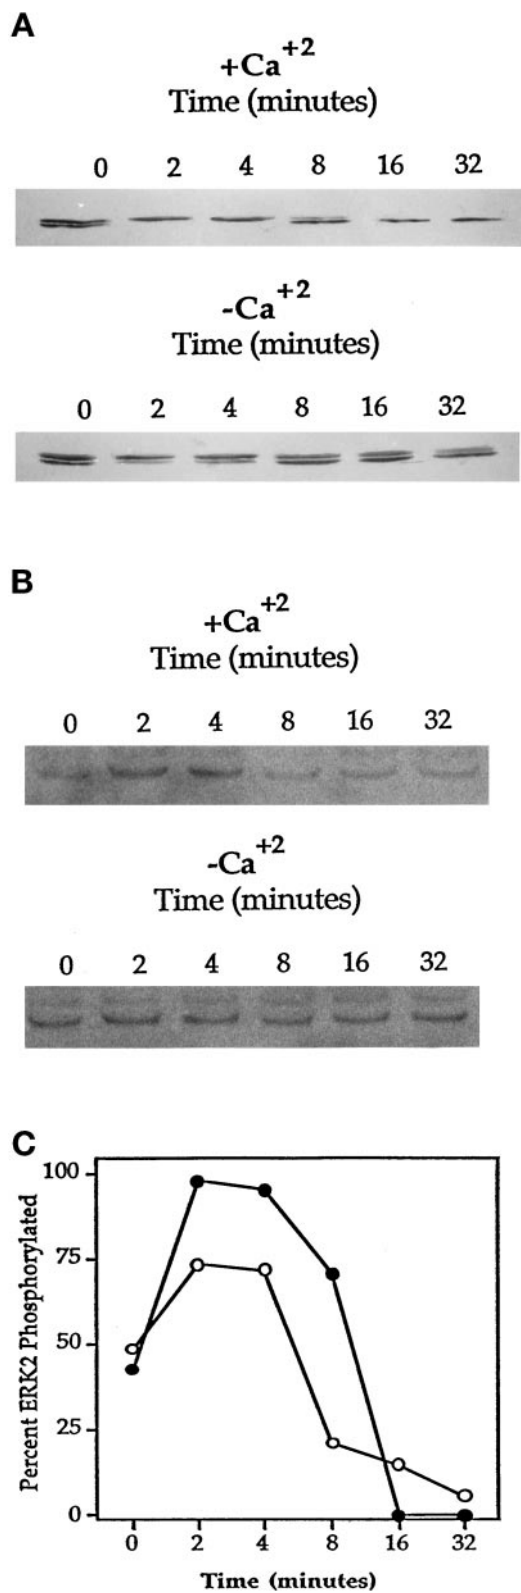 A
+Ca+2
Time (minutes)
0 2 4 8 16 32
-Ca+2
Time (minutes)
0 2 4 8 16 32
B
+Ca+2
Time (minutes)
0 2 4 8 16 32
-Ca+2
Time (minutes)
0 2 4 8 16 32
C
100
75
50
25
0
Percent ERK2 Phosphorylated
0 2 4 8 16 32
Time (minutes)